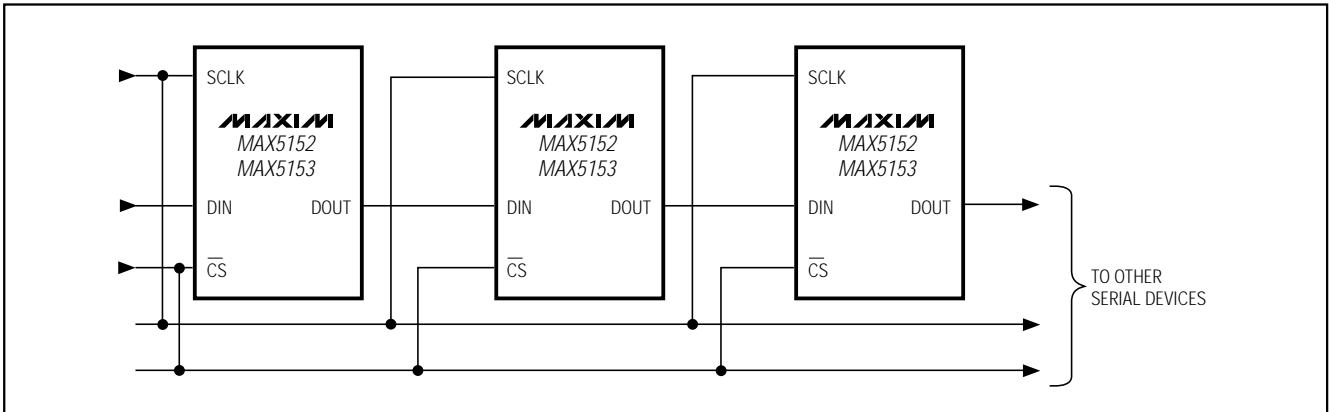 SCLK
MAXIM
MAX5152
MAX5153
DIN DOUT
CS
SCLK
MAXIM
MAX5152
MAX5153
DIN DOUT
CS
SCLK
MAXIM
MAX5152
MAX5153
DIN DOUT
CS
TO OTHER
SERIAL DEVICES